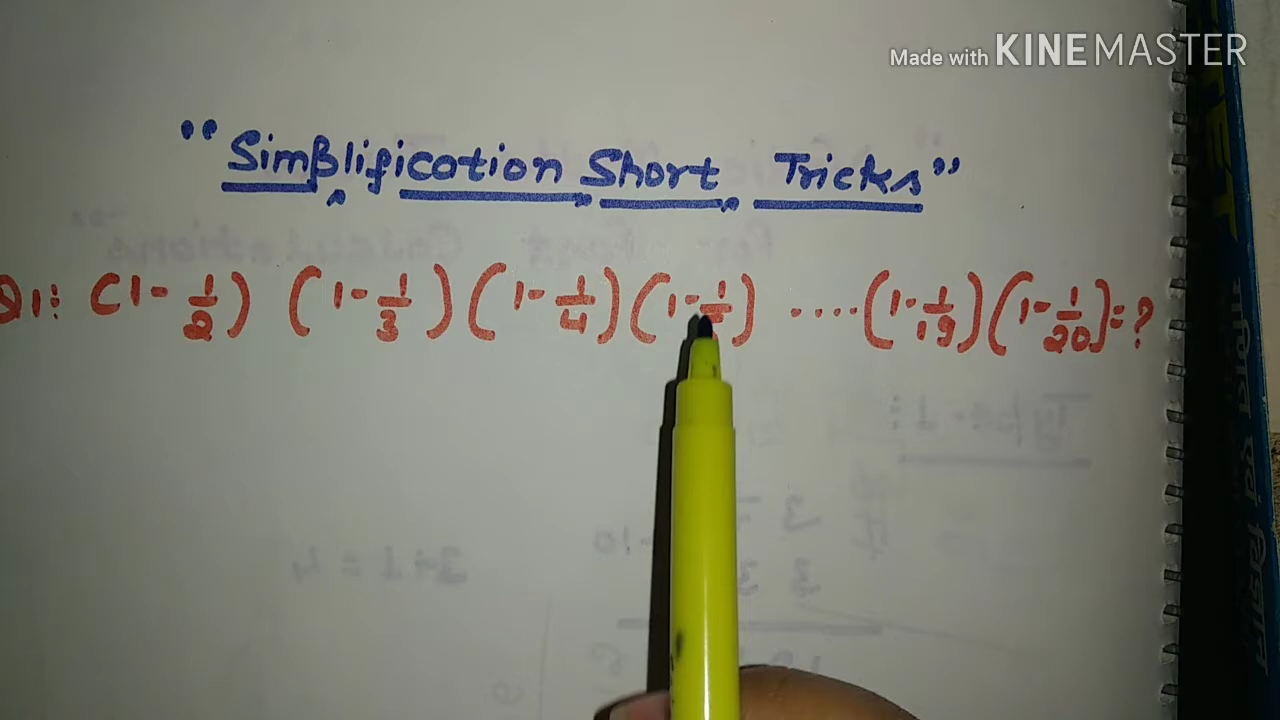 Made with KINEMASTER
"Simplification Short Tricks"
Q1: (1 - 1/2) (1 - 1/3) (1 - 1/4) (1 - 1/5) ....(1 - 1/19) (1 - 1/20) = ?